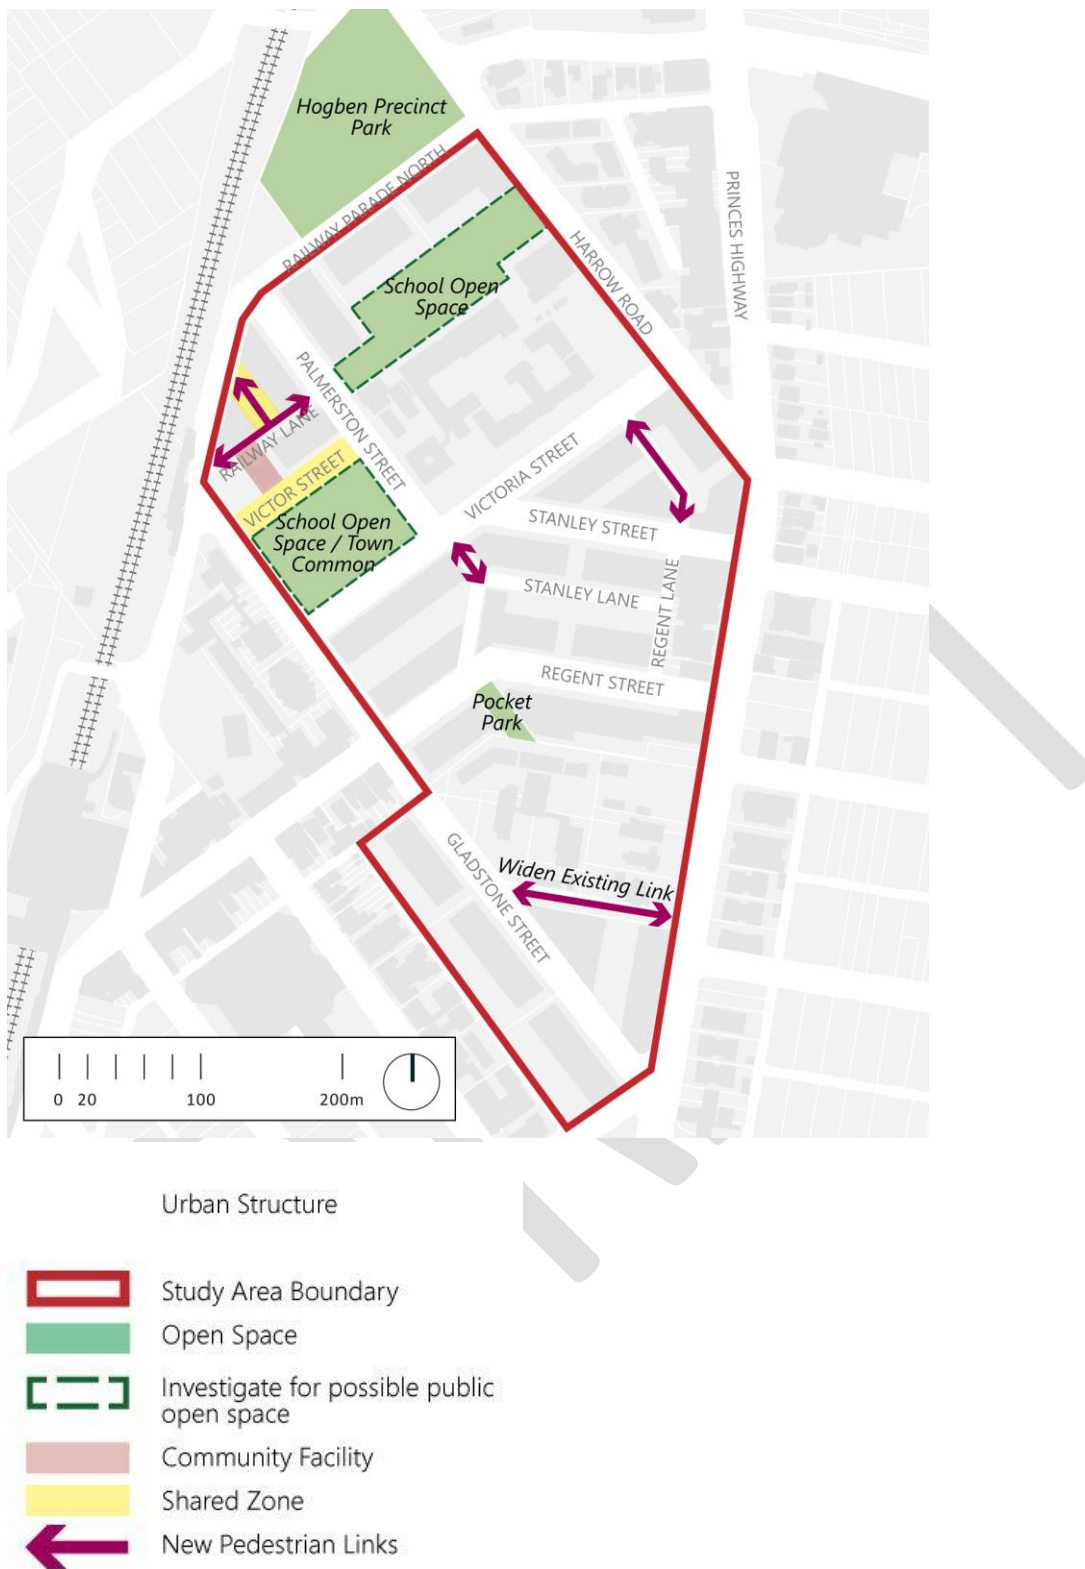 Hogben Precinct
Park
RAILWAY PARADE NORTH
PRINCES HIGHWAY
HARROW ROAD
School Open
Space
PALMERSTON STREET
RAILWAY LANE
VICTOR STREET
VICTORIA STREET
School Open
Space / Town
Common
STANLEY STREET
STANLEY LANE
REGENT LANE
REGENT STREET
Pocket
Park
GLADSTONE STREET
Widen Existing Link
0 20 100 200m
Urban Structure
Study Area Boundary
Open Space
Investigate for possible public
open space
Community Facility
Shared Zone
New Pedestrian Links